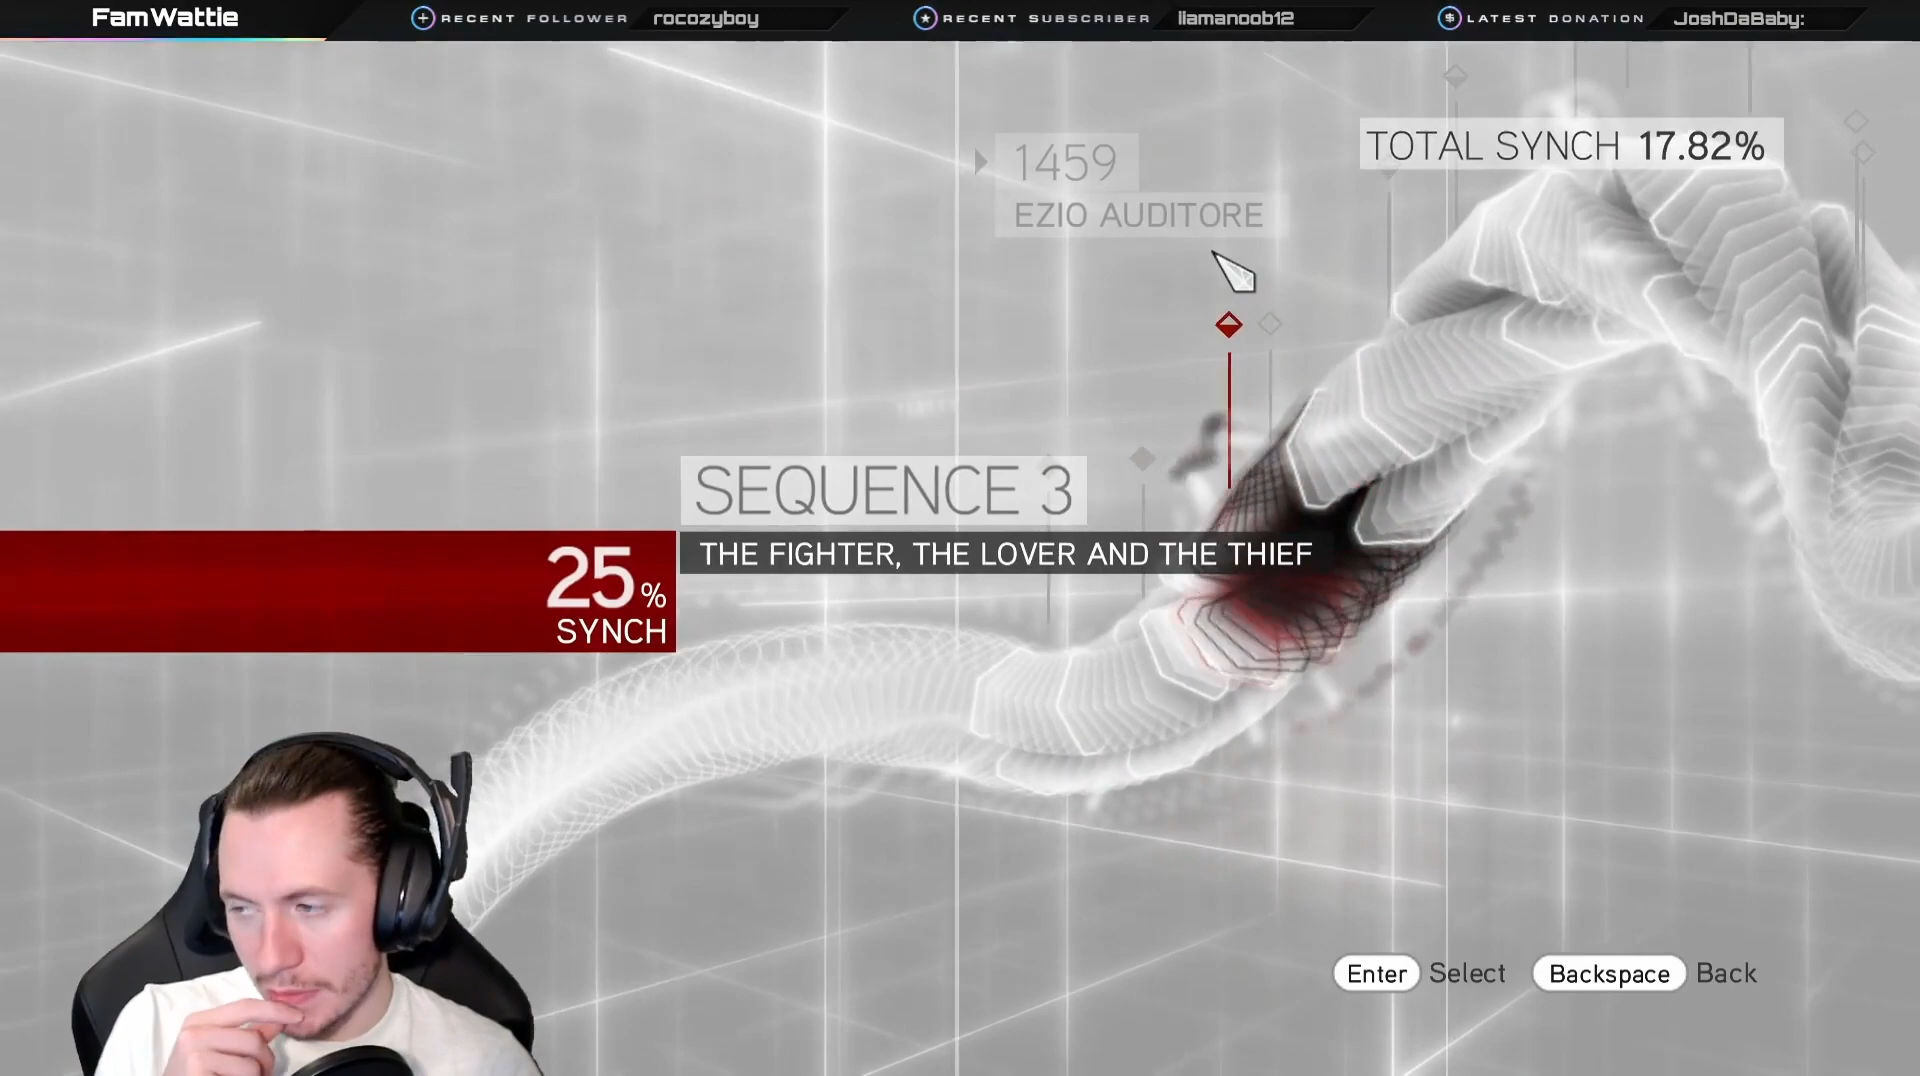 FamWattie
RECENT FOLLOWER rocozyboy
RECENT SUBSCRIBER llamanoob12
LATEST DONATION JoshDaBaby:
TOTAL SYNCH 17.82%
1459
EZIO AUDITORE
SEQUENCE 3
THE FIGHTER, THE LOVER AND THE THIEF
25%
SYNCH
Enter Select Backspace Back